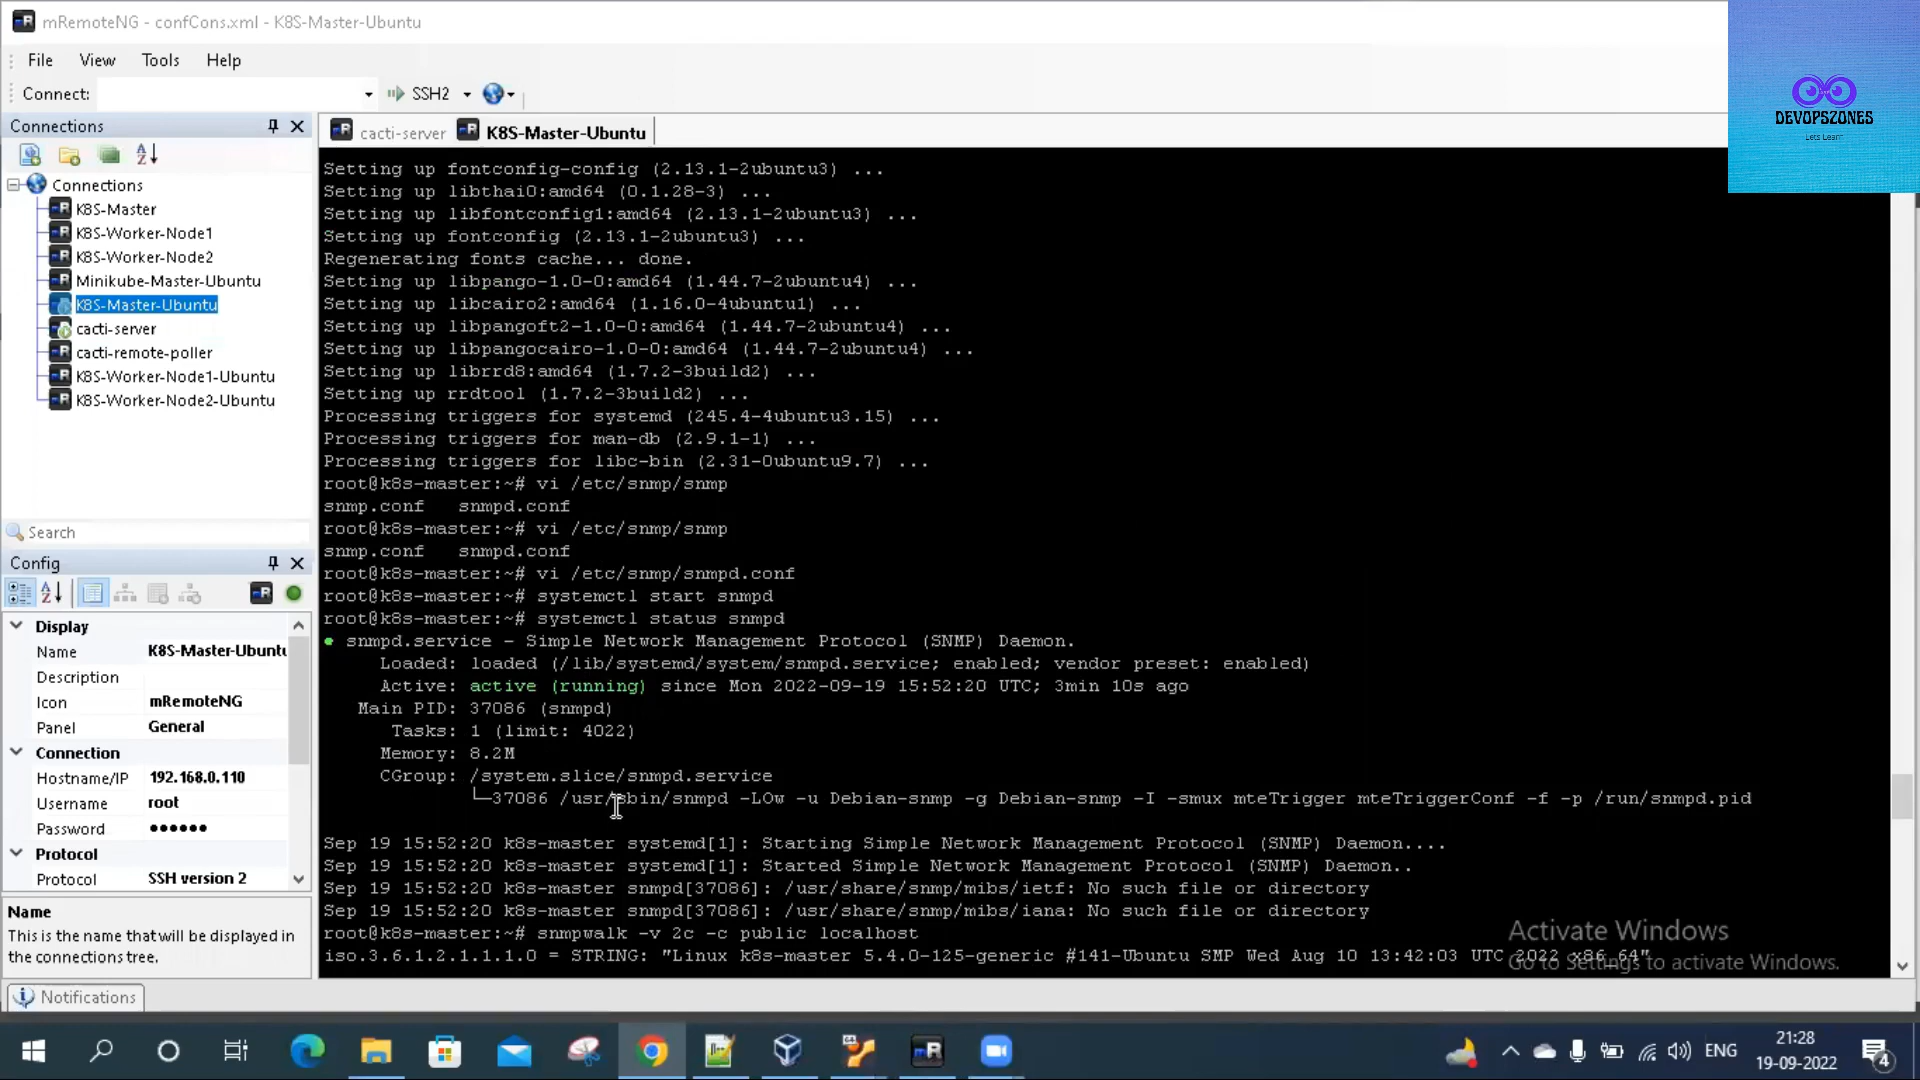 mRemoteNG - confCons.xml - K8S-Master-Ubuntu
File View Tools Help
Connect: SSH2
DEVOPSZONES
Lets Learn
Connections
cacti-server K8S-Master-Ubuntu
Connections
K8S-Master
K8S-Worker-Node1
K8S-Worker-Node2
Minikube-Master-Ubuntu
K8S-Master-Ubuntu
cacti-server
cacti-remote-poller
K8S-Worker-Node1-Ubuntu
K8S-Worker-Node2-Ubuntu
Search
Config
Display
Name K8S-Master-Ubuntu
Description
Icon mRemoteNG
Panel General
Connection
Hostname/IP 192.168.0.110
Username root
Password ••••••
Protocol
Protocol SSH version 2
Name
This is the name that will be displayed in
the connections tree.
Notifications
Setting up fontconfig-config (2.13.1-2ubuntu3) ...
Setting up libthai0:amd64 (0.1.28-3) ...
Setting up libfontconfig1:amd64 (2.13.1-2ubuntu3) ...
Setting up fontconfig (2.13.1-2ubuntu3) ...
Regenerating fonts cache... done.
Setting up libpango-1.0-0:amd64 (1.44.7-2ubuntu4) ...
Setting up libcairo2:amd64 (1.16.0-4ubuntu1) ...
Setting up libpangoft2-1.0-0:amd64 (1.44.7-2ubuntu4) ...
Setting up libpangocairo-1.0-0:amd64 (1.44.7-2ubuntu4) ...
Setting up librrd8:amd64 (1.7.2-3build2) ...
Setting up rrdtool (1.7.2-3build2) ...
Processing triggers for systemd (245.4-4ubuntu3.15) ...
Processing triggers for man-db (2.9.1-1) ...
Processing triggers for libc-bin (2.31-0ubuntu9.7) ...
root@k8s-master:~# vi /etc/snmp/snmp
snmp.conf snmpd.conf
root@k8s-master:~# vi /etc/snmp/snmp
snmp.conf snmpd.conf
root@k8s-master:~# vi /etc/snmp/snmpd.conf
root@k8s-master:~# systemctl start snmpd
root@k8s-master:~# systemctl status snmpd
● snmpd.service - Simple Network Management Protocol (SNMP) Daemon.
Loaded: loaded (/lib/systemd/system/snmpd.service; enabled; vendor preset: enabled)
Active: active (running) since Mon 2022-09-19 15:52:20 UTC; 3min 10s ago
Main PID: 37086 (snmpd)
Tasks: 1 (limit: 4022)
Memory: 8.2M
CGroup: /system.slice/snmpd.service
└─37086 /usr/sbin/snmpd -LOw -u Debian-snmp -g Debian-snmp -I -smux mteTrigger mteTriggerConf -f -p /run/snmpd.pid
Sep 19 15:52:20 k8s-master systemd[1]: Starting Simple Network Management Protocol (SNMP) Daemon....
Sep 19 15:52:20 k8s-master systemd[1]: Started Simple Network Management Protocol (SNMP) Daemon..
Sep 19 15:52:20 k8s-master snmpd[37086]: /usr/share/snmp/mibs/ietf: No such file or directory
Sep 19 15:52:20 k8s-master snmpd[37086]: /usr/share/snmp/mibs/iana: No such file or directory
root@k8s-master:~# snmpwalk -v 2c -c public localhost
iso.3.6.1.2.1.1.1.0 = STRING: "Linux k8s-master 5.4.0-125-generic #141-Ubuntu SMP Wed Aug 10 13:42:03 UTC 2022 x86_64"
Activate Windows
Go to Settings to activate Windows.
ENG
21:28
19-09-2022
4